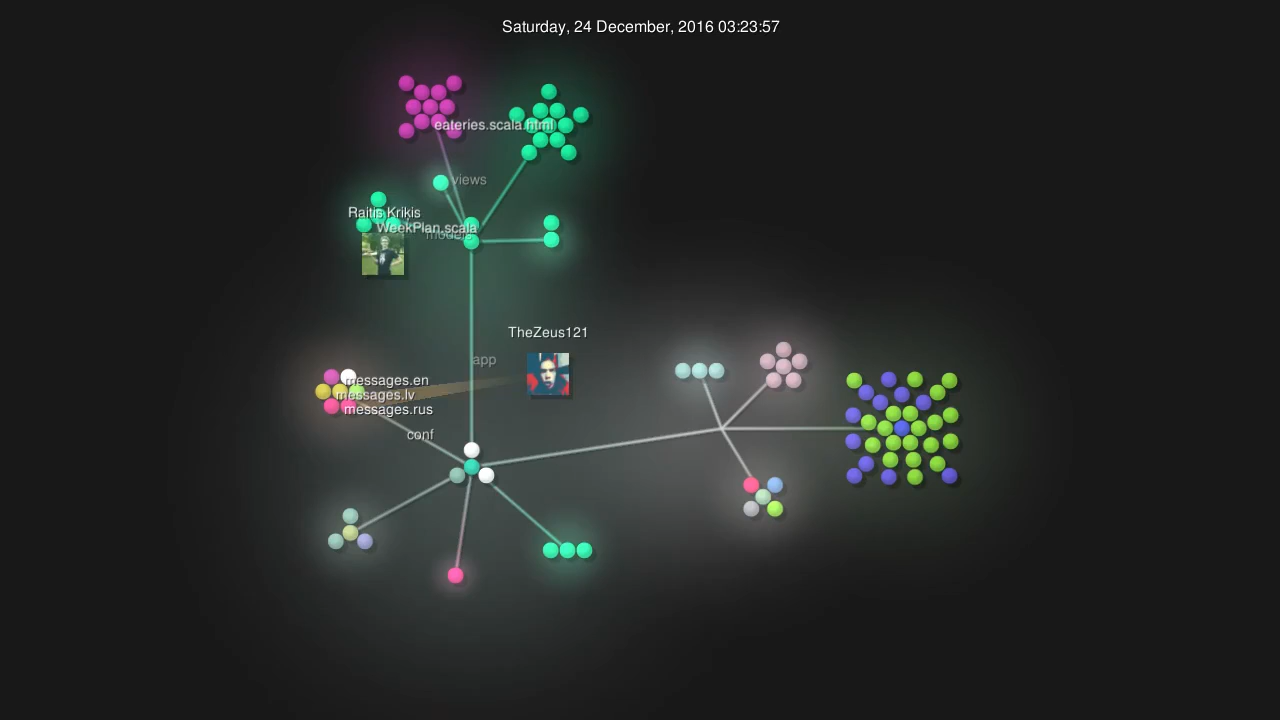 Saturday, 24 December, 2016 03:23:57
eateries.scala.html
views
Raitis Krikis
WeekPlan.scala
models
TheZeus121
app
messages.en
messages.lv
messages.rus
conf